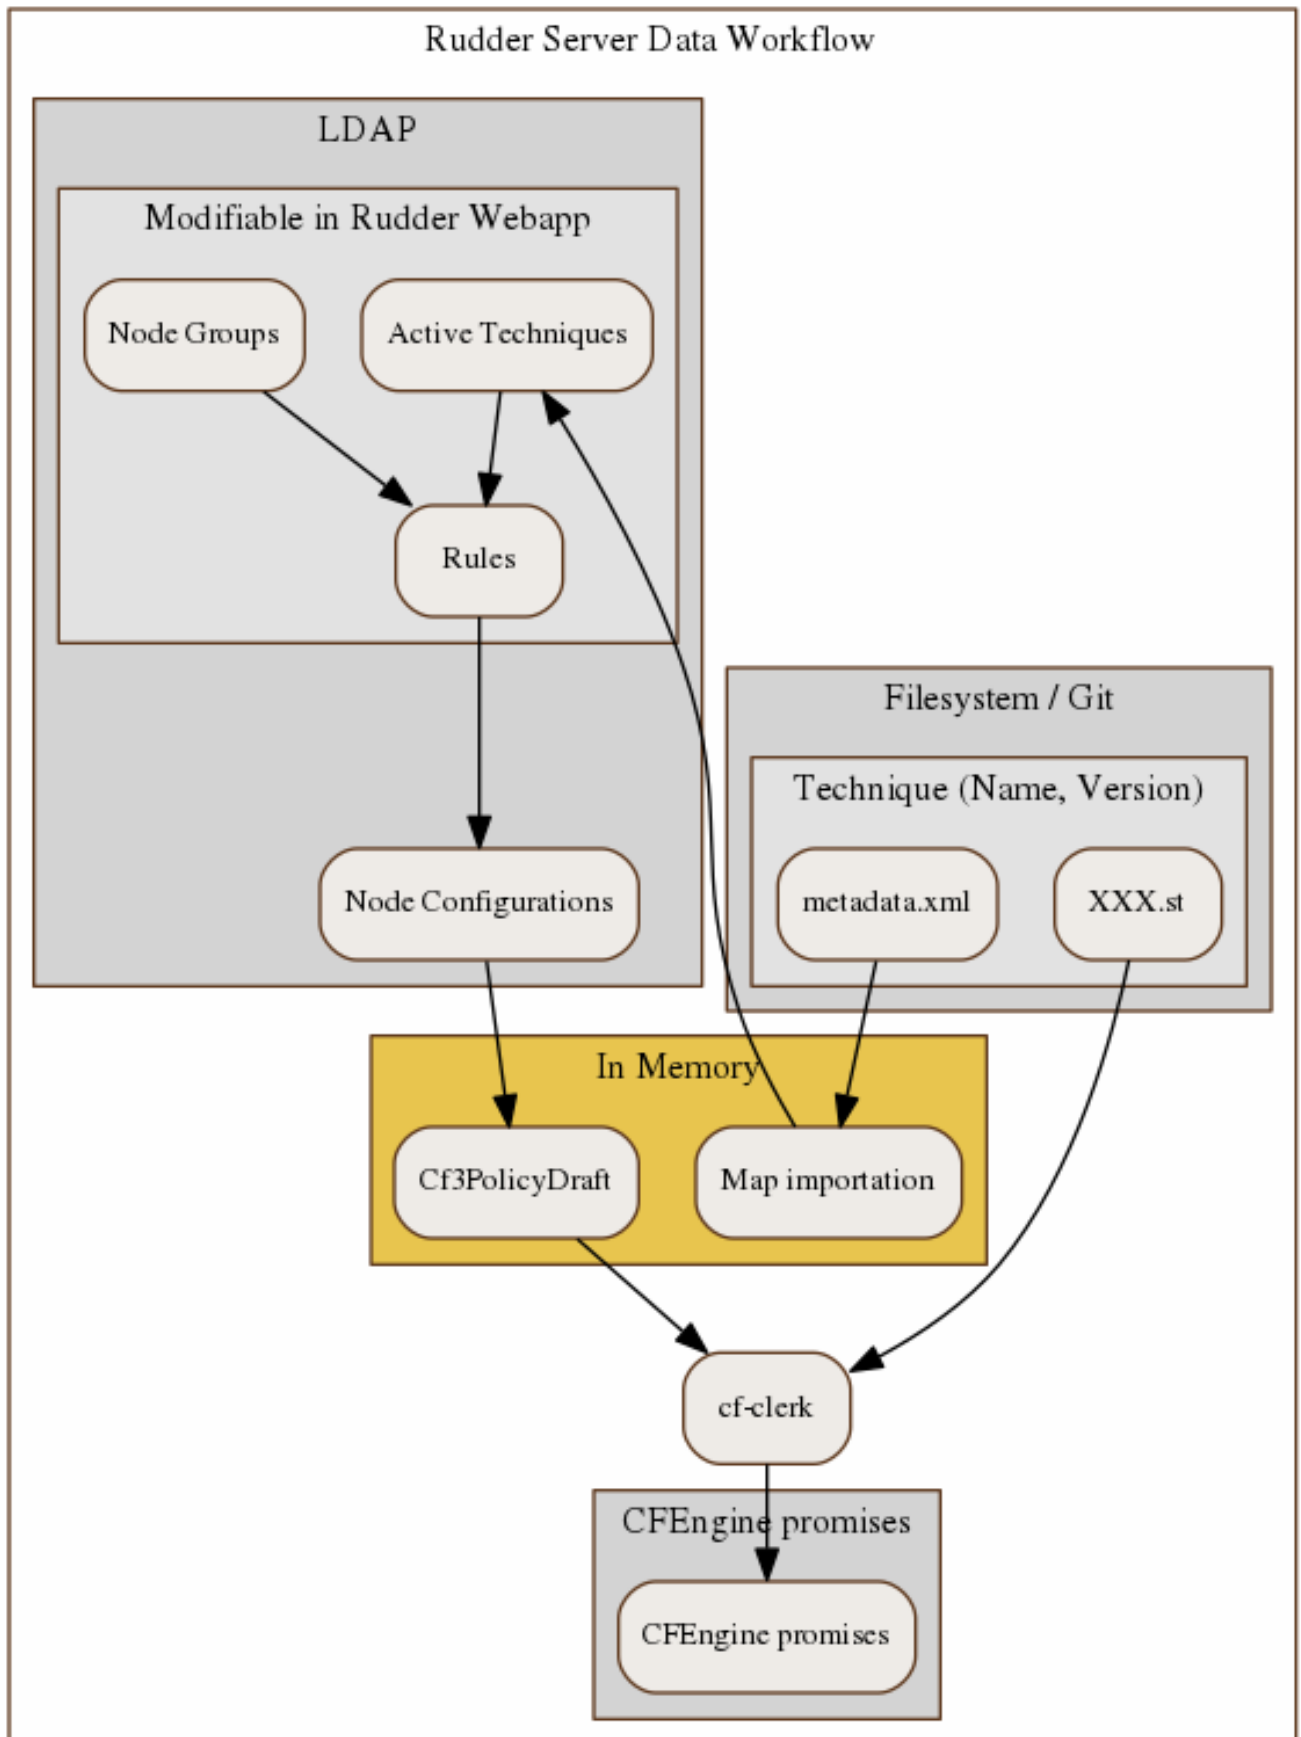 Rudder Server Data Workflow
LDAP
Modifiable in Rudder Webapp
Node Groups
Active Techniques
Rules
Filesystem / Git
Technique (Name, Version)
Node Configurations
metadata.xml
XXX.st
In Memory
Cf3PolicyDraft
Map importation
cf-clerk
CFEngine promises
CFEngine promises